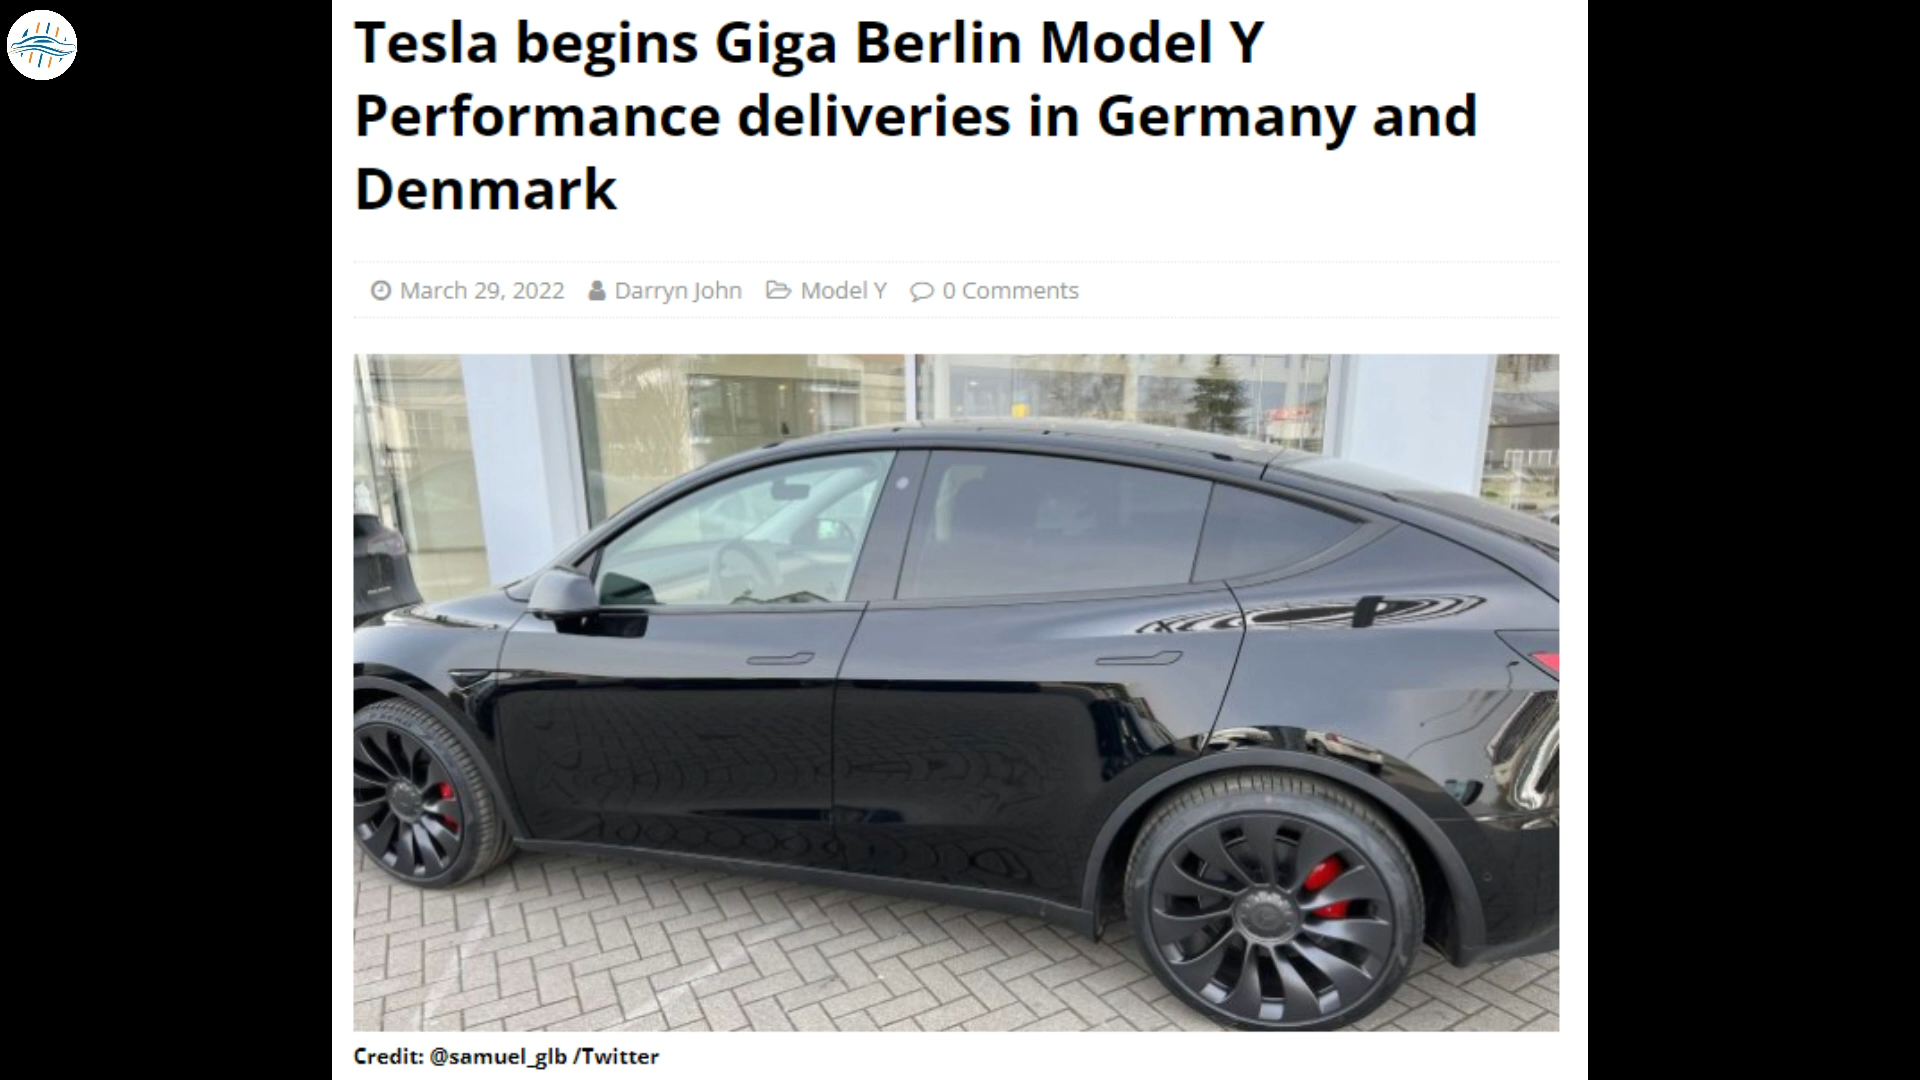 Tesla begins Giga Berlin Model Y
Performance deliveries in Germany and
Denmark
March 29, 2022 Darryn John Model Y 0 Comments
Credit: @samuel_glb /Twitter